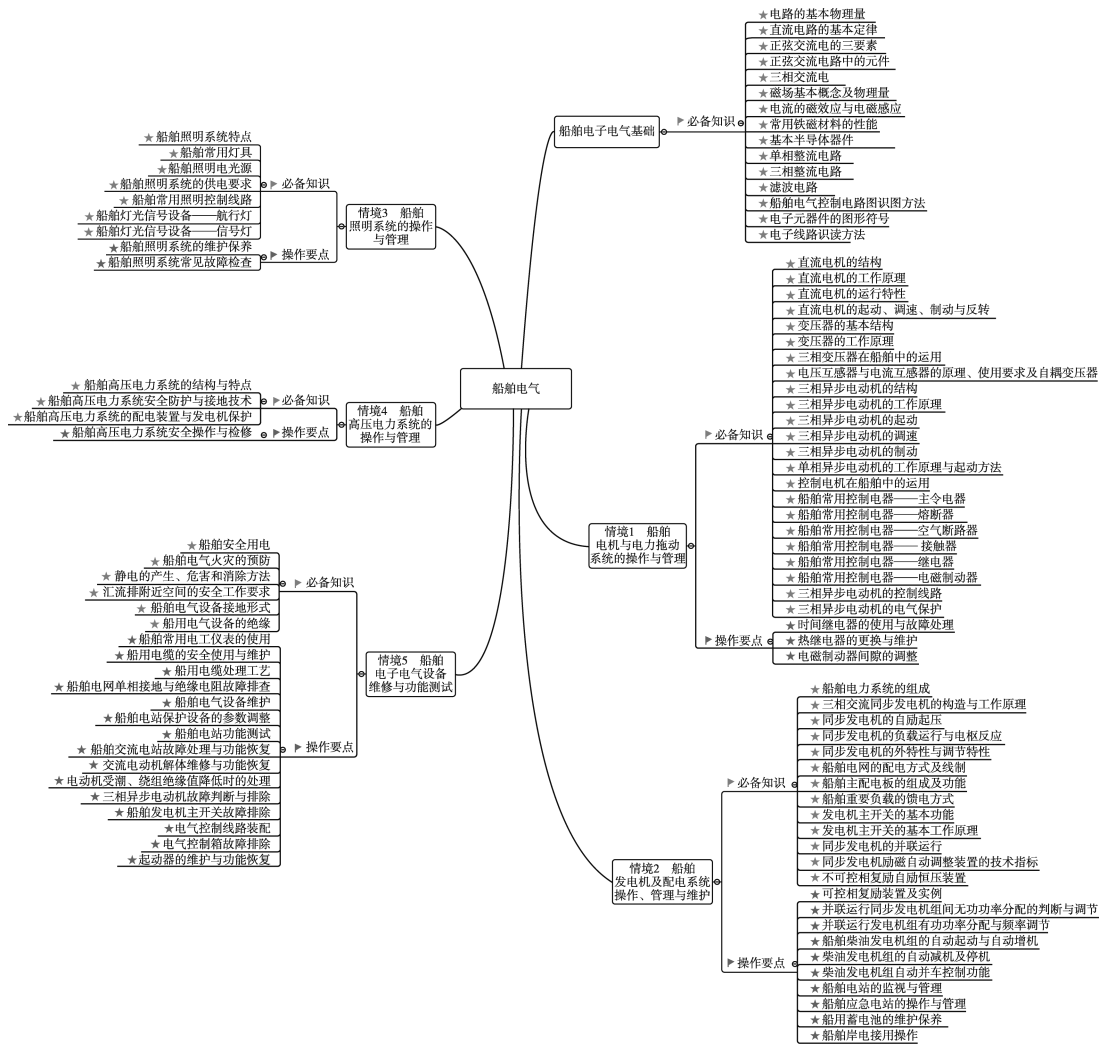 船舶电气
船舶电子电气基础
必备知识
★电路的基本物理量
★直流电路的基本定律
★正弦交流电的三要素
★正弦交流电路中的元件
★三相交流电
★磁场基本概念及物理量
★电流的磁效应与电磁感应
★常用铁磁材料的性能
★基本半导体器件
★单相整流电路
★三相整流电路
★滤波电路
★船舶电气控制电路图识图方法
★电子元器件的图形符号
★电子线路识读方法
情境1 船舶
电机与电力拖动
系统的操作与管理
必备知识
★直流电机的结构
★直流电机的工作原理
★直流电机的运行特性
★直流电机的起动、调速、制动与反转
★变压器的基本结构
★变压器的工作原理
★三相变压器在船舶中的运用
★电压互感器与电流互感器的原理、使用要求及自耦变压器
★三相异步电动机的结构
★三相异步电动机的工作原理
★三相异步电动机的起动
★三相异步电动机的调速
★三相异步电动机的制动
★单相异步电动机的工作原理与起动方法
★控制电机在船舶中的运用
★船舶常用控制电器——主令电器
★船舶常用控制电器——熔断器
★船舶常用控制电器——空气断路器
★船舶常用控制电器——接触器
★船舶常用控制电器——继电器
★船舶常用控制电器——电磁制动器
★三相异步电动机的控制线路
★三相异步电动机的电气保护
操作要点
★时间继电器的使用与故障处理
★热继电器的更换与维护
★电磁制动器间隙的调整
情境2 船舶
发电机及配电系统
操作、管理与维护
必备知识
★船舶电力系统的组成
★三相交流同步发电机的构造与工作原理
★同步发电机的自励起压
★同步发电机的负载运行与电枢反应
★同步发电机的外特性与调节特性
★船舶电网的配电方式及线制
★船舶主配电板的组成及功能
★船舶重要负载的馈电方式
★发电机主开关的基本功能
★发电机主开关的基本工作原理
★同步发电机的并联运行
★同步发电机励磁自动调整装置的技术指标
★不可控相复励自励恒压装置
★可控相复励装置及实例
操作要点
★并联运行同步发电机组间无功功率分配的判断与调节
★并联运行发电机组有功功率分配与频率调节
★船舶柴油发电机组的自动起动与自动增机
★柴油发电机组的自动减机及停机
★柴油发电机组自动并车控制功能
★船舶电站的监视与管理
★船舶应急电站的操作与管理
★船用蓄电池的维护保养
★船舶岸电接用操作
情境3 船舶
照明系统的操作
与管理
必备知识
★船舶照明系统特点
★船舶常用灯具
★船舶照明电光源
★船舶照明系统的供电要求
★船舶常用照明控制线路
★船舶灯光信号设备——航行灯
★船舶灯光信号设备——信号灯
操作要点
★船舶照明系统的维护保养
★船舶照明系统常见故障检查
情境4 船舶
高压电力系统的
操作与管理
必备知识
★船舶高压电力系统的结构与特点
★船舶高压电力系统安全防护与接地技术
★船舶高压电力系统的配电装置与发电机保护
操作要点
★船舶高压电力系统安全操作与检修
情境5 船舶
电子电气设备
维修与功能测试
必备知识
★船舶安全用电
★船舶电气火灾的预防
★静电的产生、危害和消除方法
★汇流排附近空间的安全工作要求
★船舶电气设备接地形式
★船用电气设备的绝缘
操作要点
★船舶常用电工仪表的使用
★船用电缆的安全使用与维护
★船用电缆处理工艺
★船舶电网单相接地与绝缘电阻故障排查
★船舶电气设备维护
★船舶电站保护设备的参数调整
★船舶电站功能测试
★船舶交流电站故障处理与功能恢复
★交流电动机解体维修与功能恢复
★电动机受潮、绕组绝缘值降低时的处理
★三相异步电动机故障判断与排除
★船舶发电机主开关故障排除
★电气控制线路装配
★电气控制箱故障排除
★起动器的维护与功能恢复